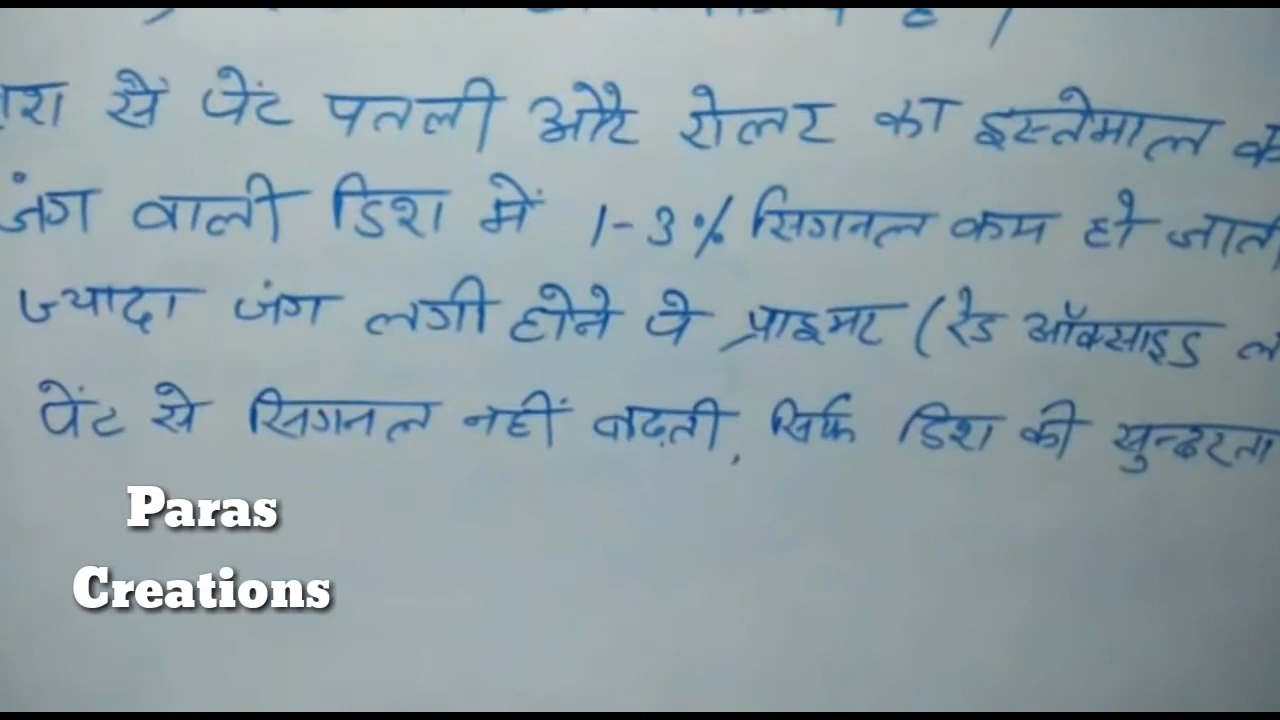 से पेंट पतली और रोलर का इस्तेमाल
जंग वाली डिश में 1-3% सिगनल कम हो जात
ज्यादा जंग लगी होने पे प्राइमर (रेड ऑक्साइड ल
पेंट से सिगनल नहीं बढ़ती, सिर्फ डिश की सुन्दरता
Paras
Creations